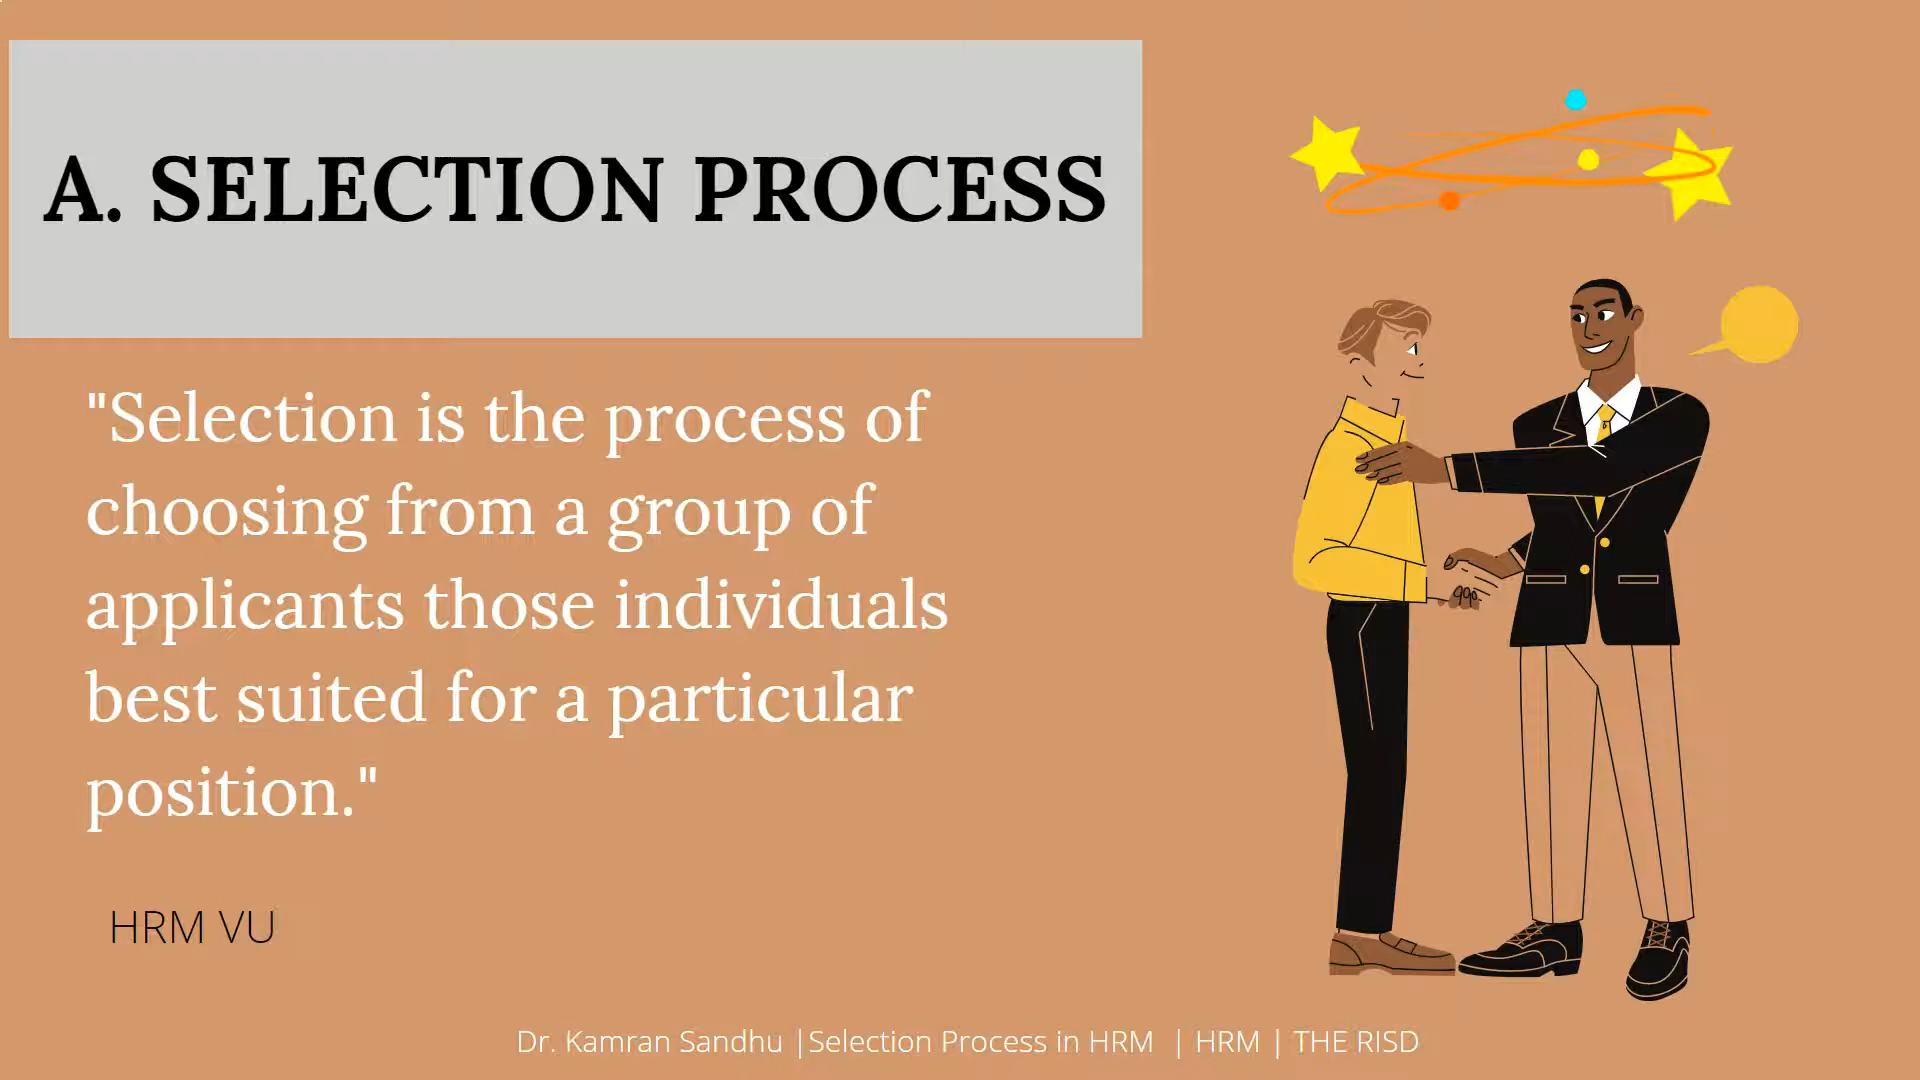 A. SELECTION PROCESS
"Selection is the process of
choosing from a group of
applicants those individuals
best suited for a particular
position."
HRM VU
Dr. Kamran Sandhu |Selection Process in HRM | HRM | THE RISD